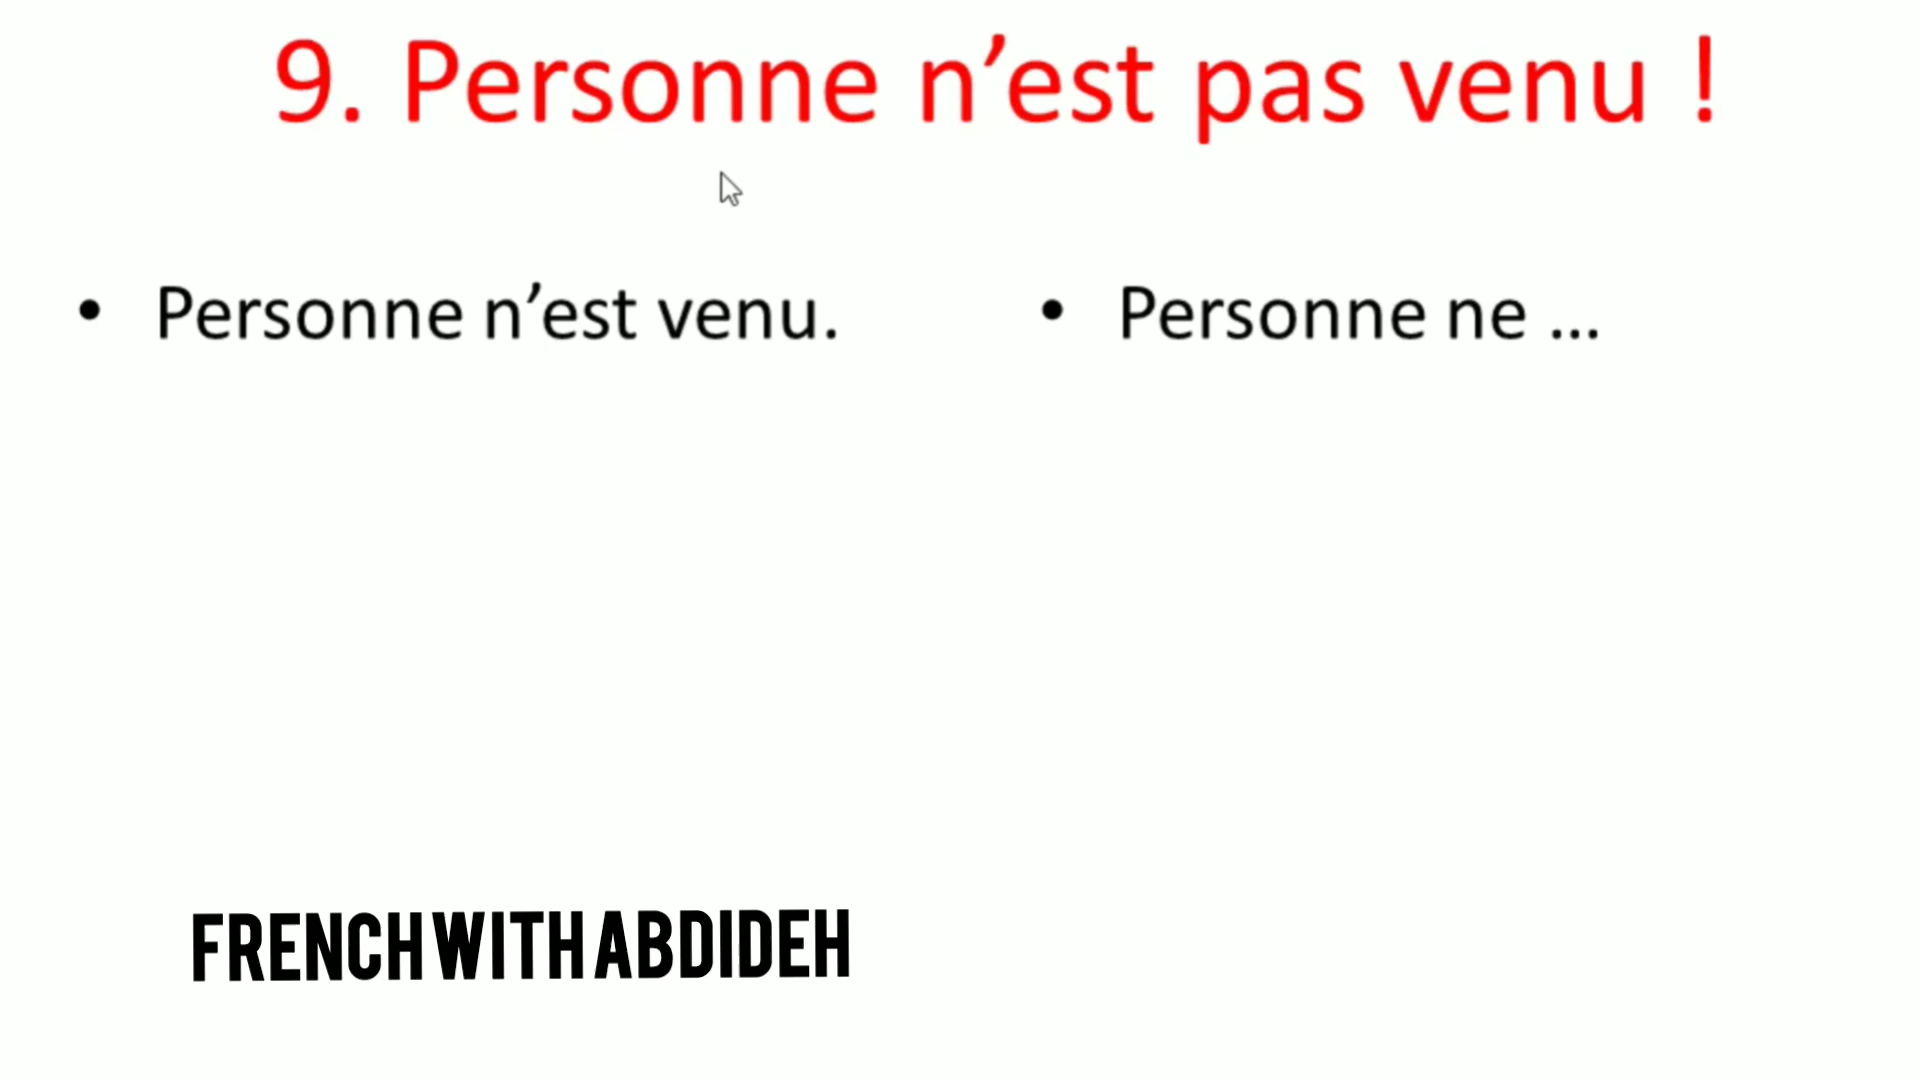 9. Personne n’est pas venu !
• Personne n’est venu.
• Personne ne ...
FRENCH WITH ABDIDEH